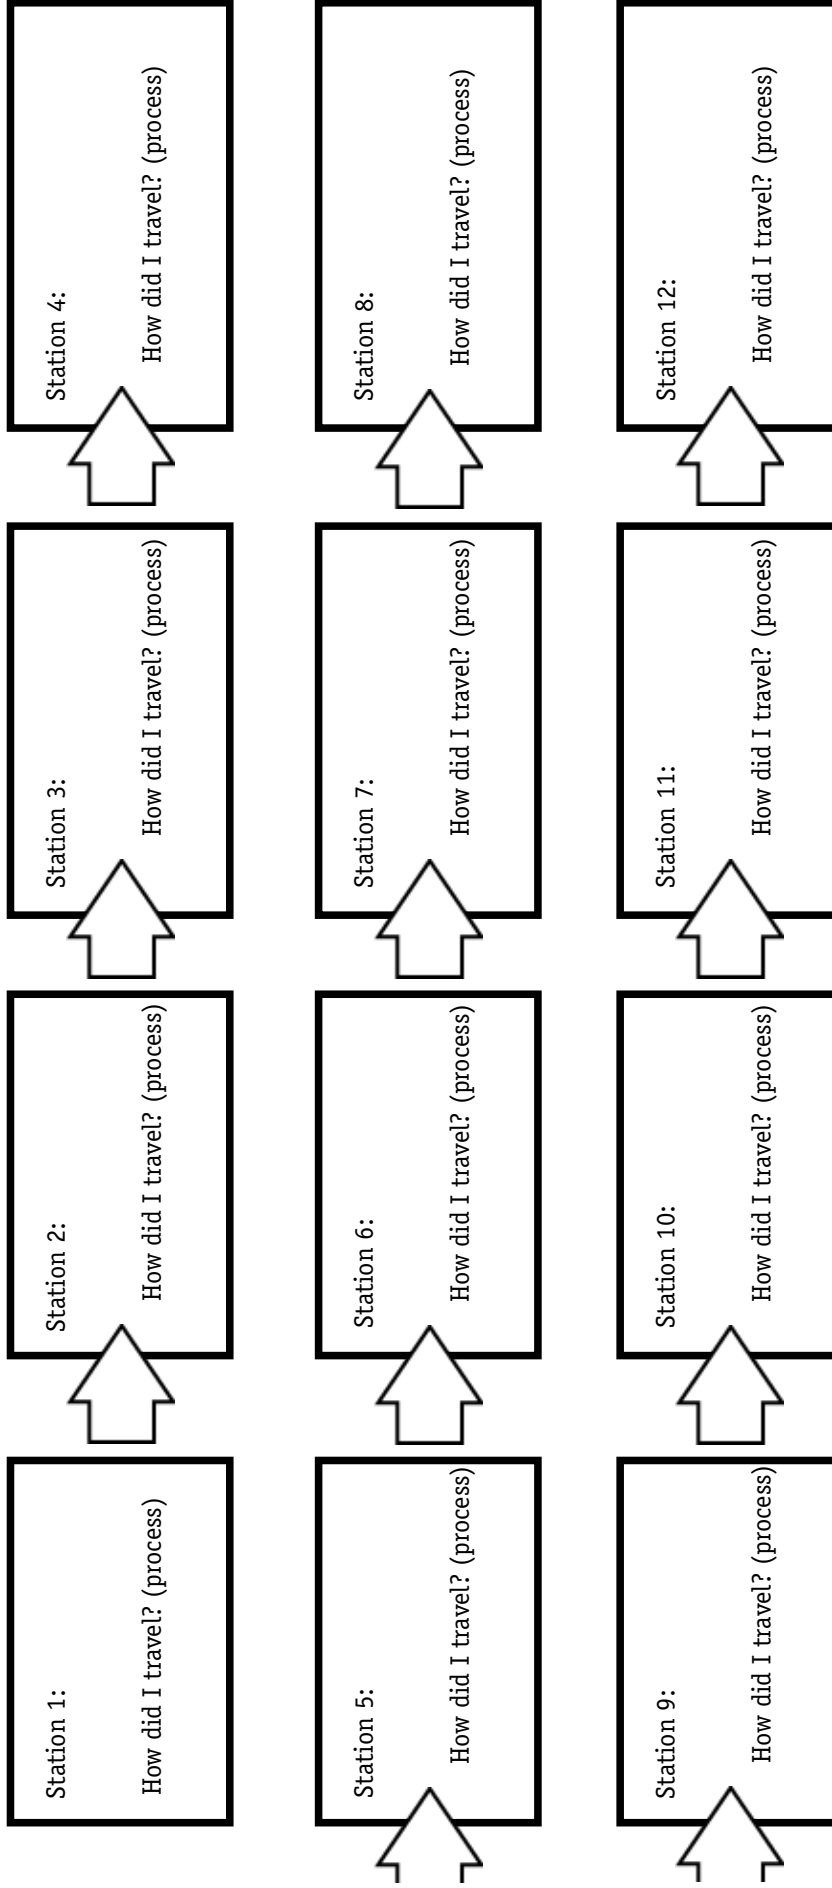 Station 1:
How did I travel? (process)
Station 2:
How did I travel? (process)
Station 3:
How did I travel? (process)
Station 4:
How did I travel? (process)
Station 5:
How did I travel? (process)
Station 6:
How did I travel? (process)
Station 7:
How did I travel? (process)
Station 8:
How did I travel? (process)
Station 9:
How did I travel? (process)
Station 10:
How did I travel? (process)
Station 11:
How did I travel? (process)
Station 12:
How did I travel? (process)